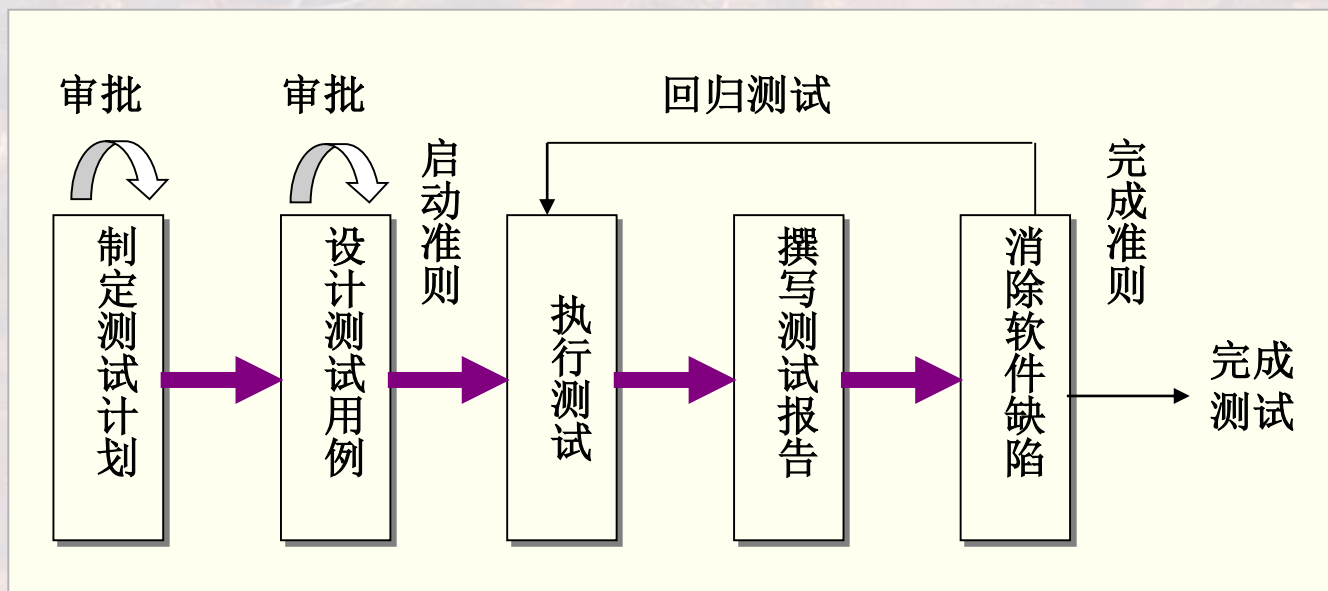 审批
审批
回归测试
启动准则
完成准则
制定测试计划
设计测试用例
执行测试
撰写测试报告
消除软件缺陷
完成
测试